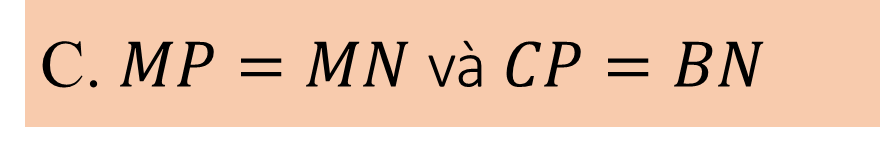 C. MP = MN và CP = BN